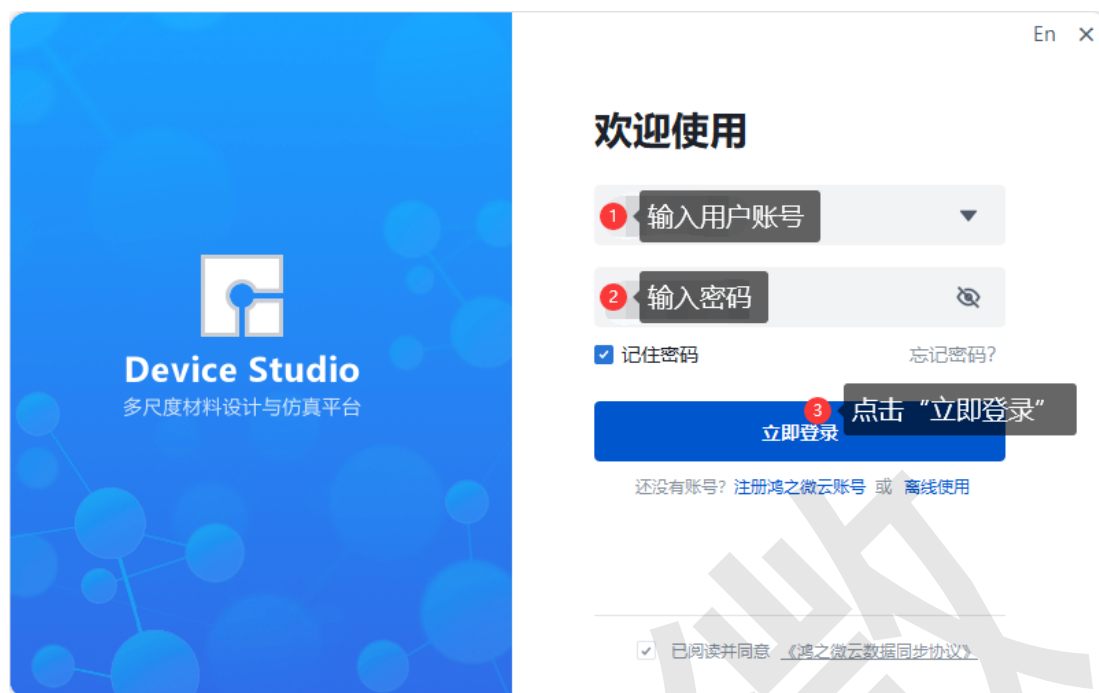 En
欢迎使用
1 输入用户账号
2 输入密码
记住密码 忘记密码?
3 点击“立即登录”
立即登录
Device Studio
多尺度材料设计与仿真平台
还没有账号? 注册鸿之微云账号 或 离线使用
已阅读并同意 《鸿之微云数据同步协议》